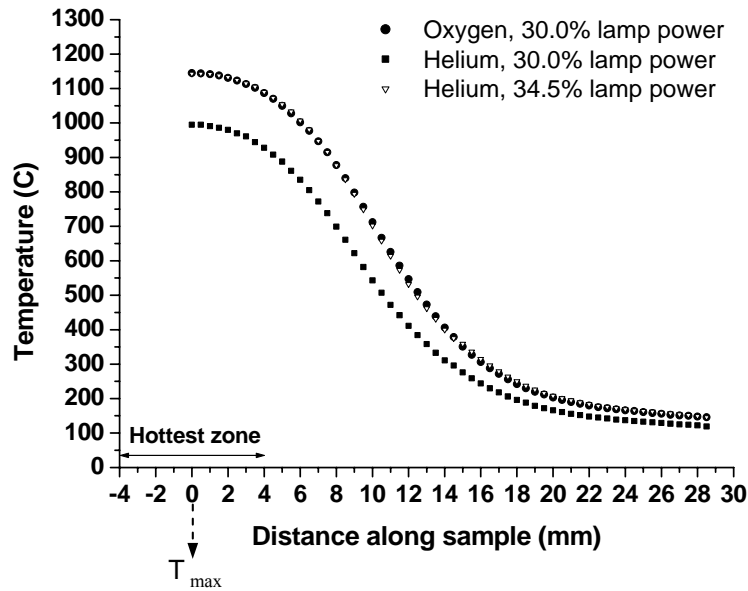 1300
1200
1100
1000
900
800
700
600
500
400
300
200
100
0
Temperature (C)
Oxygen, 30.0% lamp power
Helium, 30.0% lamp power
Helium, 34.5% lamp power
Hottest zone
-4 -2 0 2 4 6 8 10 12 14 16 18 20 22 24 26 28 30
Distance along sample (mm)
T max